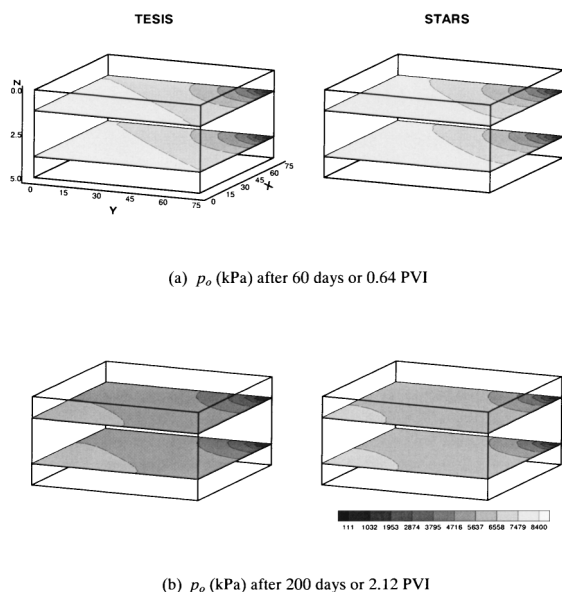 TESIS
STARS
Z
0.0
2.5
5.0
0 15 30 45 60 75
Y
0 15 30 45 60 75
X
(a) p_o (kPa) after 60 days or 0.64 PVI
111 1032 1953 2874 3795 4716 5637 6558 7479 8400
(b) p_o (kPa) after 200 days or 2.12 PVI